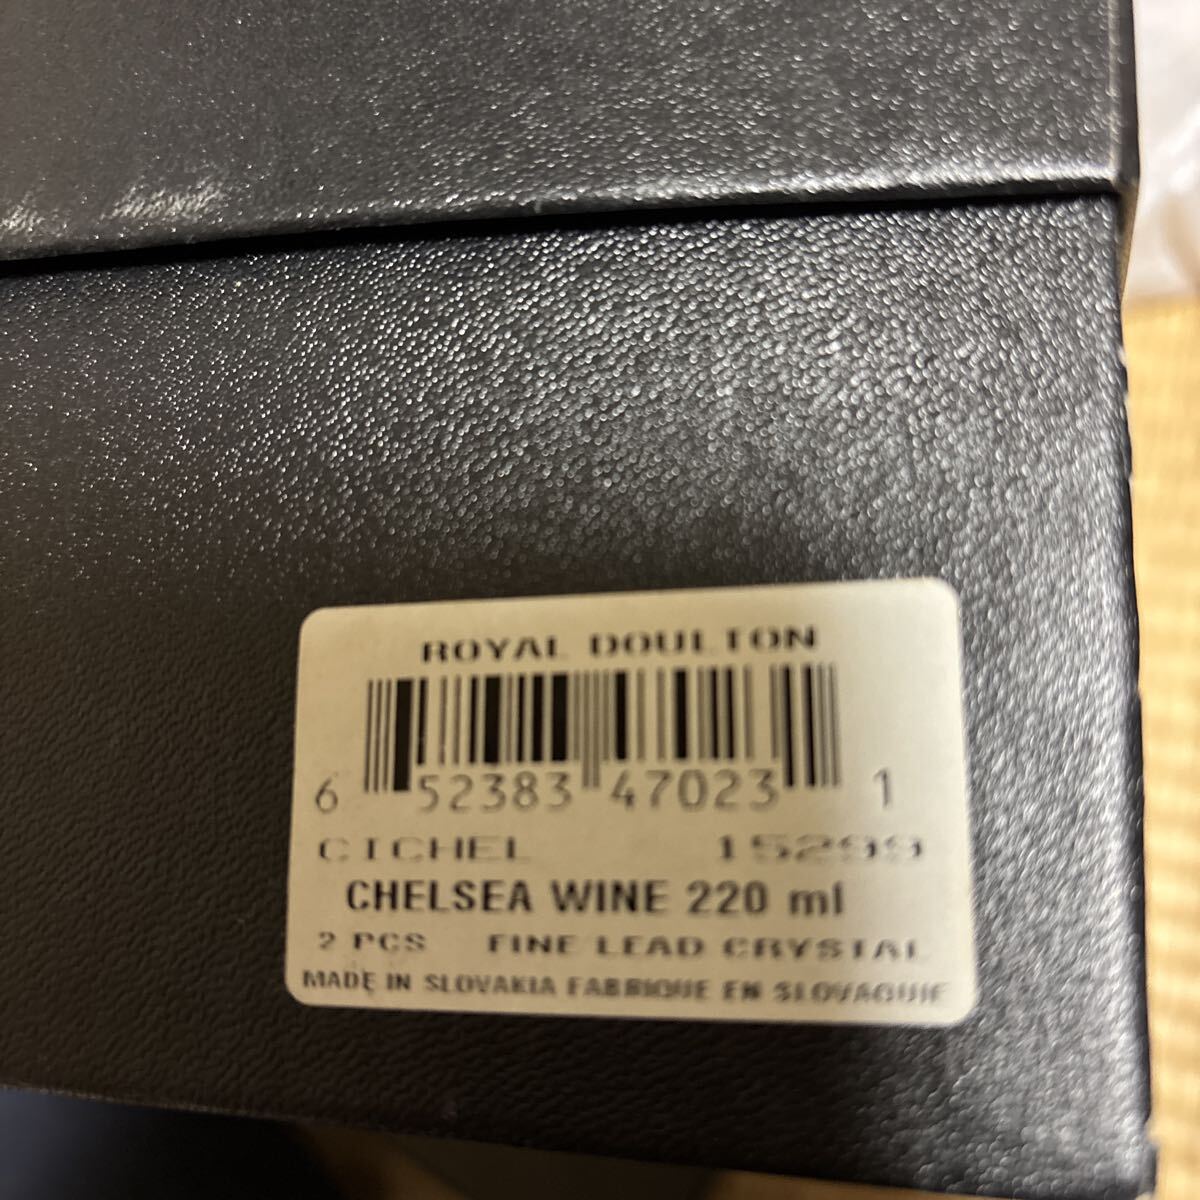 ROYAL DOULTON
6 52383 47023 1
CICHEL 15299
CHELSEA WINE 220 ml
2 PCS FINE LEAD CRYSTAL
MADE IN SLOVAKIA FABRIQUE EN SLOVAQUIE